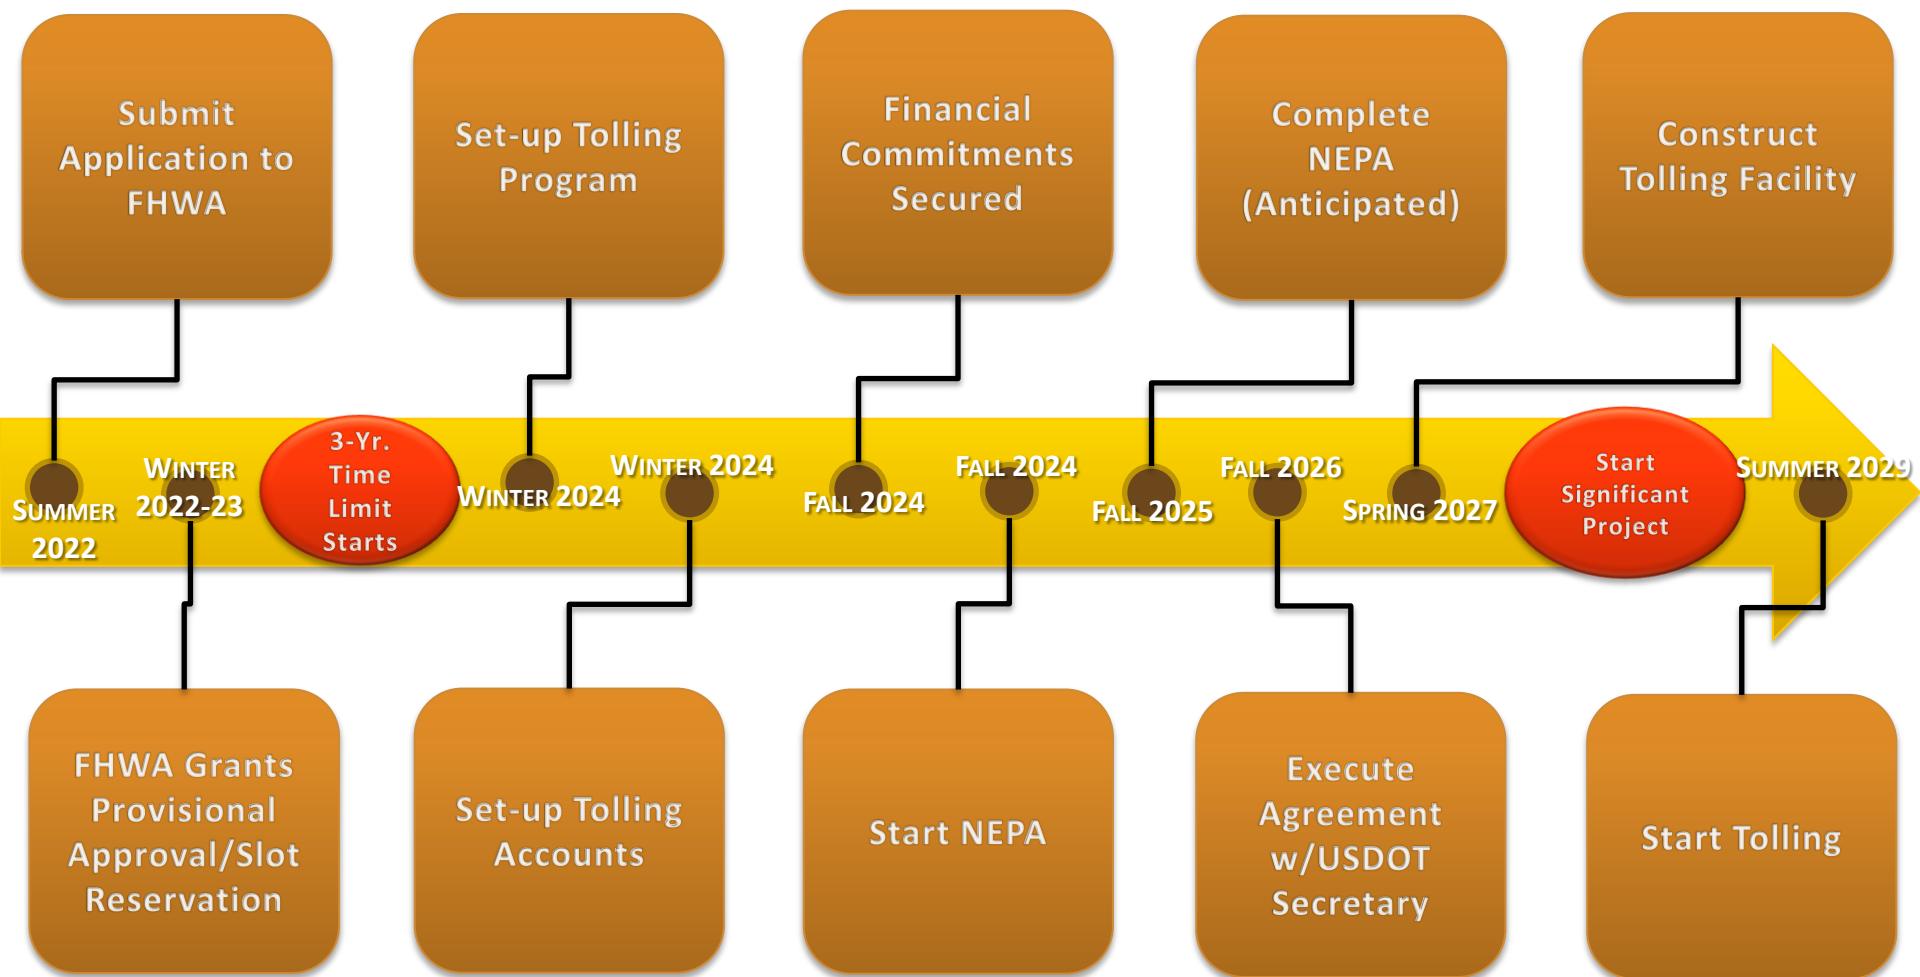 Submit
Application to
FHWA
Set-up Tolling
Program
Financial
Commitments
Secured
Complete
NEPA
(Anticipated)
Construct
Tolling Facility
SUMMER
2022
WINTER
2022-23
3-Yr.
Time
Limit
Starts
WINTER 2024
WINTER 2024
FALL 2024
FALL 2024
FALL 2025
FALL 2026
SPRING 2027
Start
Significant
Project
SUMMER 2029
FHWA Grants
Provisional
Approval/Slot
Reservation
Set-up Tolling
Accounts
Start NEPA
Execute
Agreement
w/USDOT
Secretary
Start Tolling